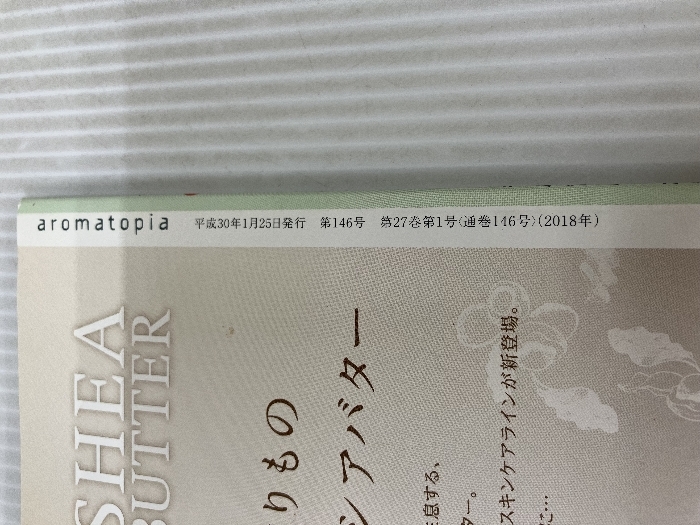 aromatopia 平成30年1月25日発行 第146号 第27巻第1号〈通巻146号〉(2018年)
SHEA
BUTTER
りもの
シアバター
息する、
ター。
スキンケアラインが新登場。